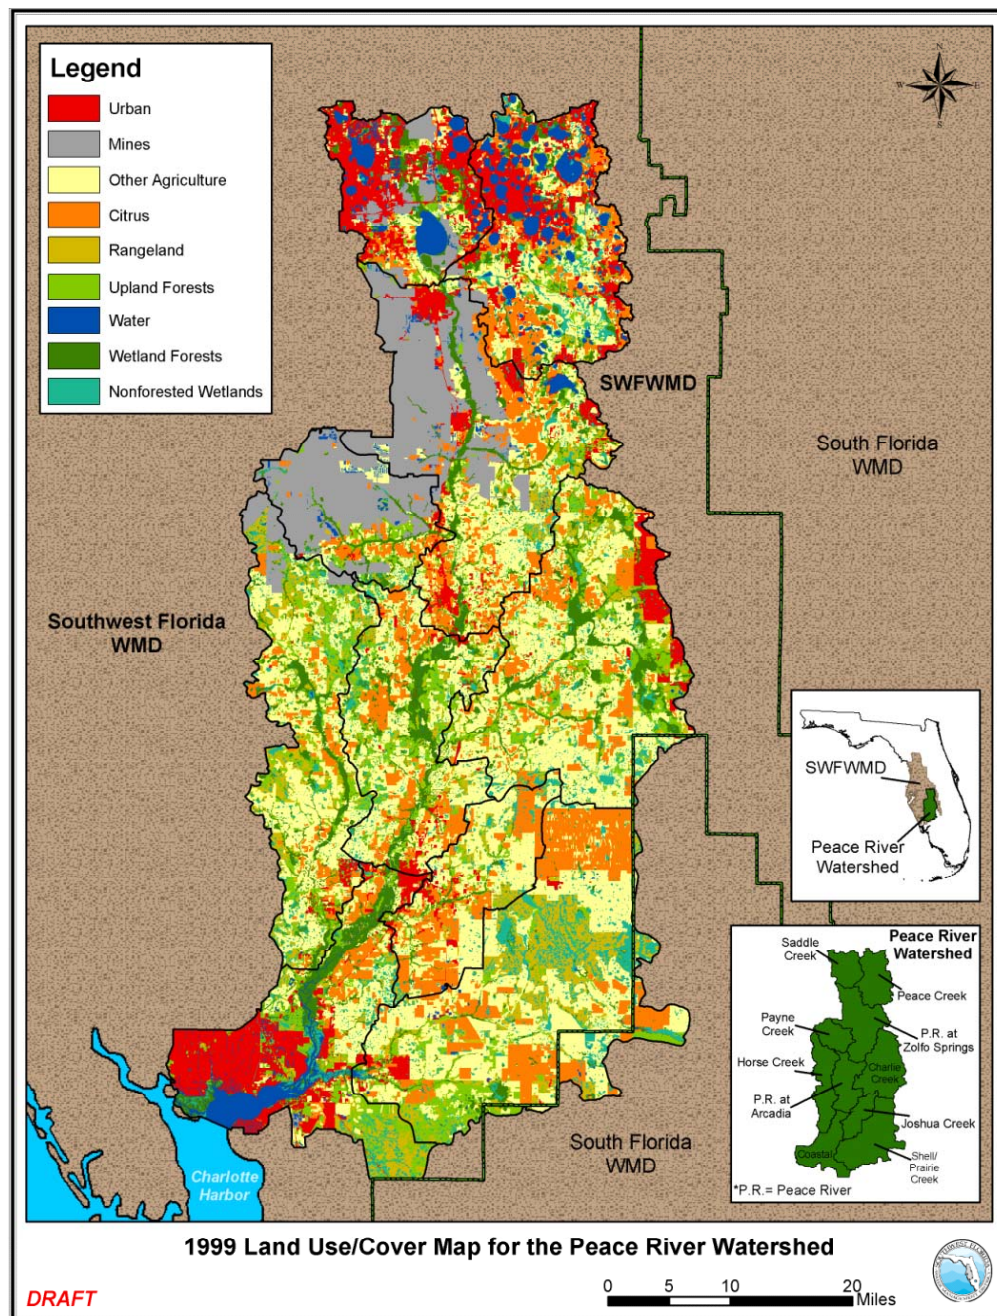 Legend
Urban
Mines
Other Agriculture
Citrus
Rangeland
Upland Forests
Water
Wetland Forests
Nonforested Wetlands
N
W
E
S
SWFWMD
South Florida
WMD
Southwest Florida
WMD
SWFWMD
Peace River
Watershed
Peace River
Watershed
Saddle
Creek
Peace Creek
Payne
Creek
P.R. at
Zolfo Springs
Horse Creek
Charlie
Creek
P.R. at
Arcadia
Joshua Creek
Coastal
Shell/
Prairie
Creek
*P.R.= Peace River
South Florida
WMD
Charlotte
Harbor
1999 Land Use/Cover Map for the Peace River Watershed
DRAFT
0 5 10 20
Miles